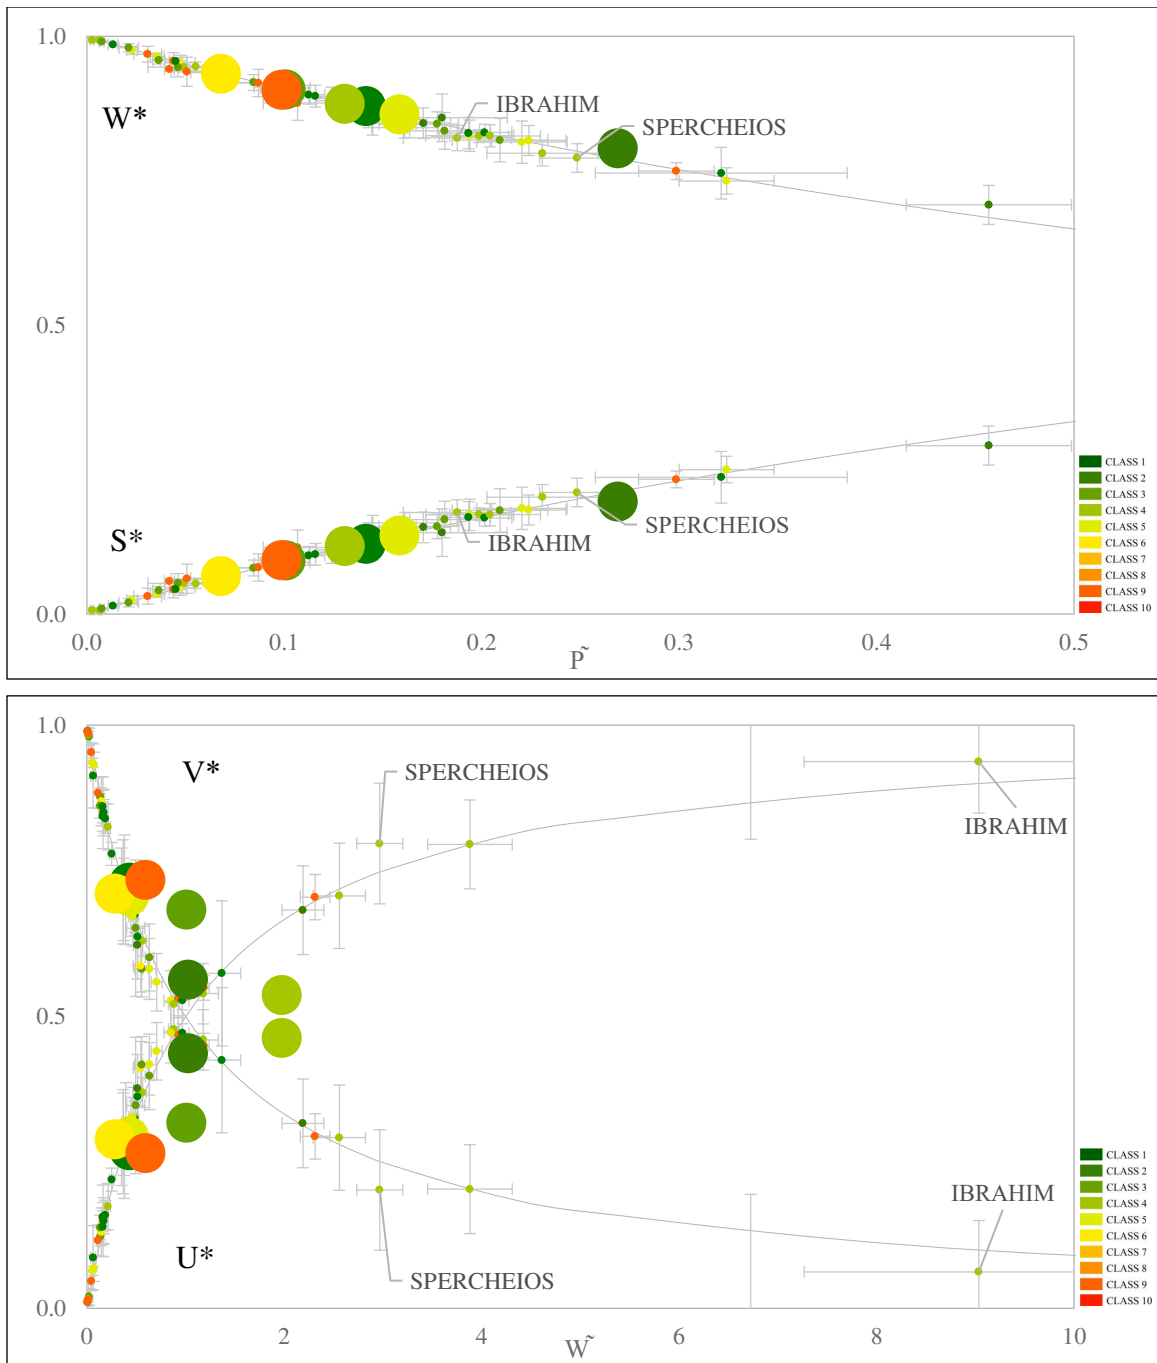 1.0
W*
IBRAHIM
SPERCHEIOS
0.5
S*
SPERCHEIOS
IBRAHIM
CLASS 1
CLASS 2
CLASS 3
CLASS 4
CLASS 5
CLASS 6
CLASS 7
CLASS 8
CLASS 9
CLASS 10
0.0
0.0 0.1 0.2 0.3 0.4 0.5
P̃
1.0
V*
SPERCHEIOS
IBRAHIM
0.5
U*
IBRAHIM
SPERCHEIOS
CLASS 1
CLASS 2
CLASS 3
CLASS 4
CLASS 5
CLASS 6
CLASS 7
CLASS 8
CLASS 9
CLASS 10
0.0
0 2 4 6 8 10
W̃